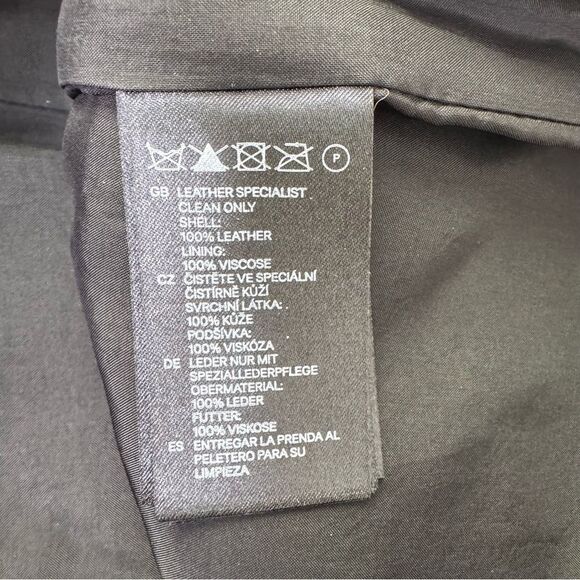 P
GB LEATHER SPECIALIST
CLEAN ONLY
SHELL:
100% LEATHER
LINING:
100% VISCOSE
CZ ČISTĚTE VE SPECIÁLNÍ
ČISTÍRNĚ KŮŽÍ
SVRCHNÍ LÁTKA:
100% KŮŽE
PODŠÍVKA:
100% VISKÓZA
DE LEDER NUR MIT
SPEZIALLEDERPFLEGE
OBERMATERIAL:
100% LEDER
FUTTER:
100% VISKOSE
ES ENTREGAR LA PRENDA AL
PELETERO PARA SU
LIMPIEZA